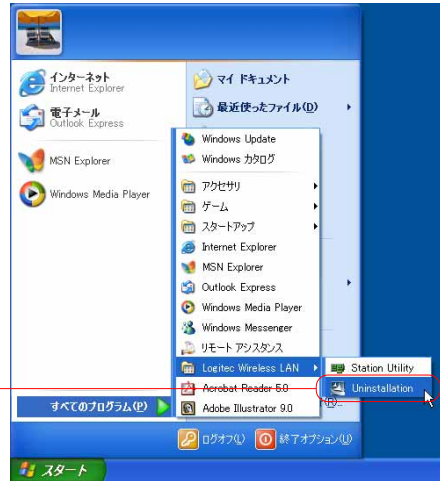 インターネット
Internet Explorer
電子メール
Outlook Express
MSN Explorer
Windows Media Player
すべてのプログラム(P)
マイ ドキュメント
最近使ったファイル(D)
Windows Update
Windows カタログ
アクセサリ
ゲーム
スタートアップ
Internet Explorer
MSN Explorer
Outlook Express
Windows Media Player
Windows Messenger
リモート アシスタンス
Logitec Wireless LAN
Acrobat Reader 5.0
Adobe Illustrator 9.0
Station Utility
Uninstallation
(R)...
ログオフ(L)
終了オプション(U)
スタート